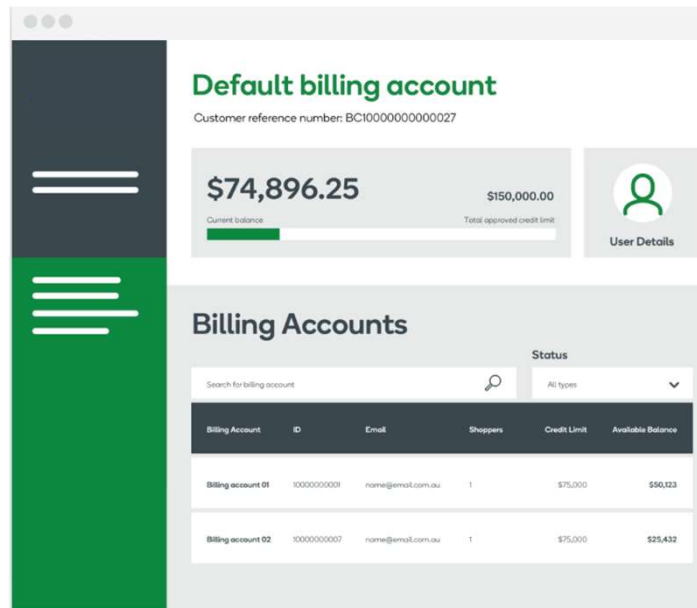 Default billing account
Customer reference number: BC10000000000027
$74,896.25 $150,000.00
Current balance Total approved credit limit
User Details
Billing Accounts
Status
Search for billing account All types
Billing Account ID Email Shoppers Credit Limit Available Balance
Billing account 01 10000000001 name@email.com.au 1 $75,000 $50,123
Billing account 02 10000000007 name@email.com.au 1 $75,000 $25,432